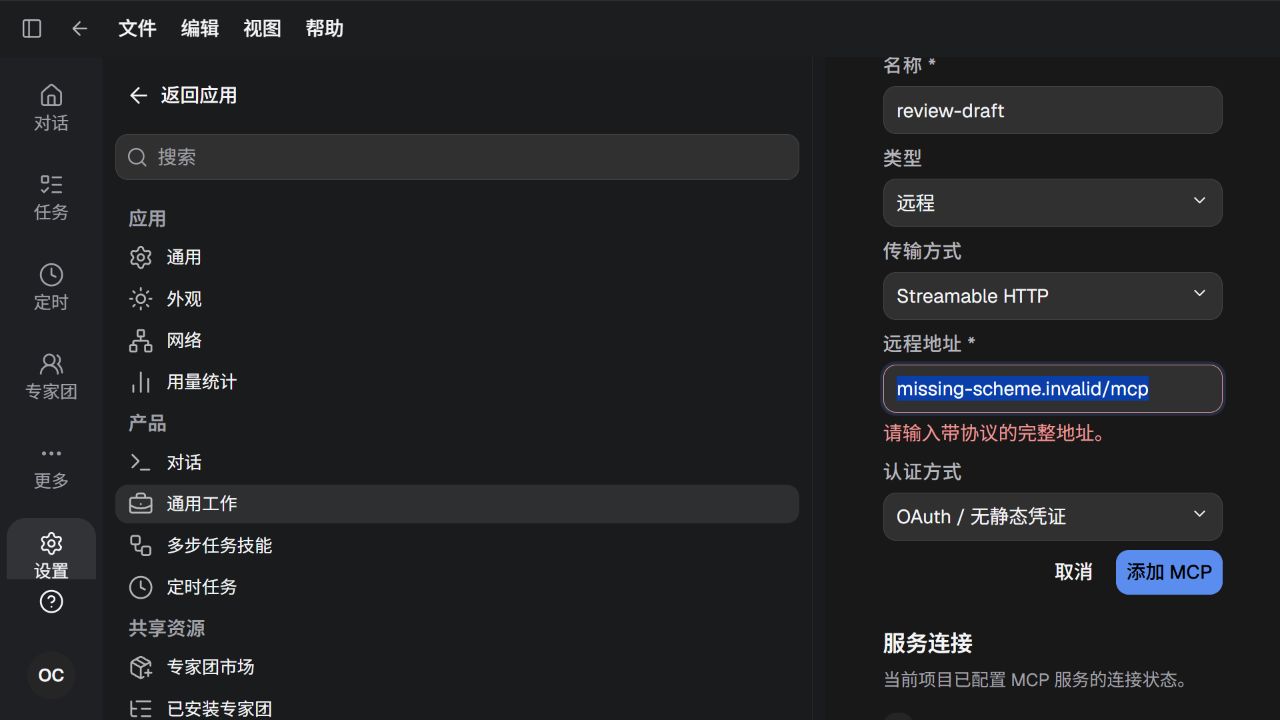 文件 编辑 视图 帮助
对话
任务
定时
专家团
更多
设置
OC
返回应用
搜索
应用
通用
外观
网络
用量统计
产品
对话
通用工作
多步任务技能
定时任务
共享资源
专家团市场
已安装专家团
名称 *
review-draft
类型
远程
传输方式
Streamable HTTP
远程地址 *
missing-scheme.invalid/mcp
请输入带协议的完整地址。
认证方式
OAuth / 无静态凭证
取消 添加 MCP
服务连接
当前项目已配置 MCP 服务的连接状态。